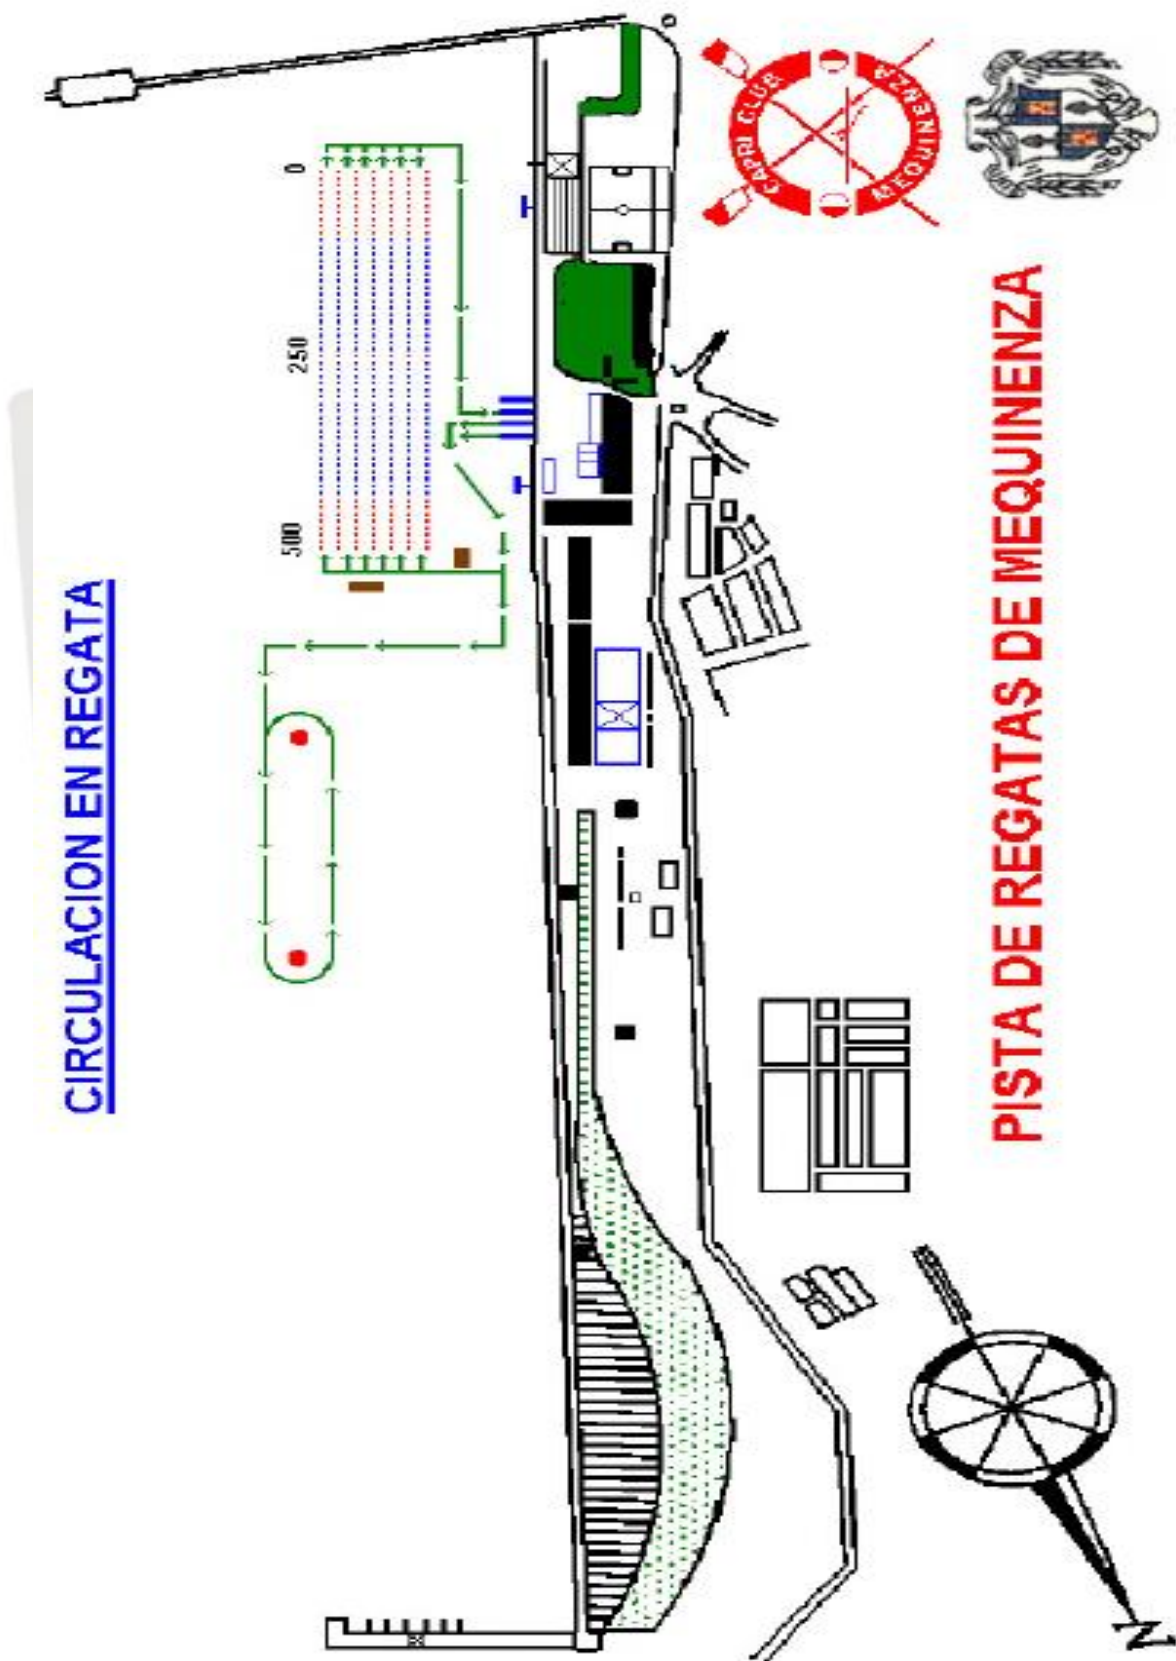 CIRCULACION EN REGATA
500
250
0
CAPRI CLUB
MEQUINENZA
PISTA DE REGATAS DE MEQUINENZA
N